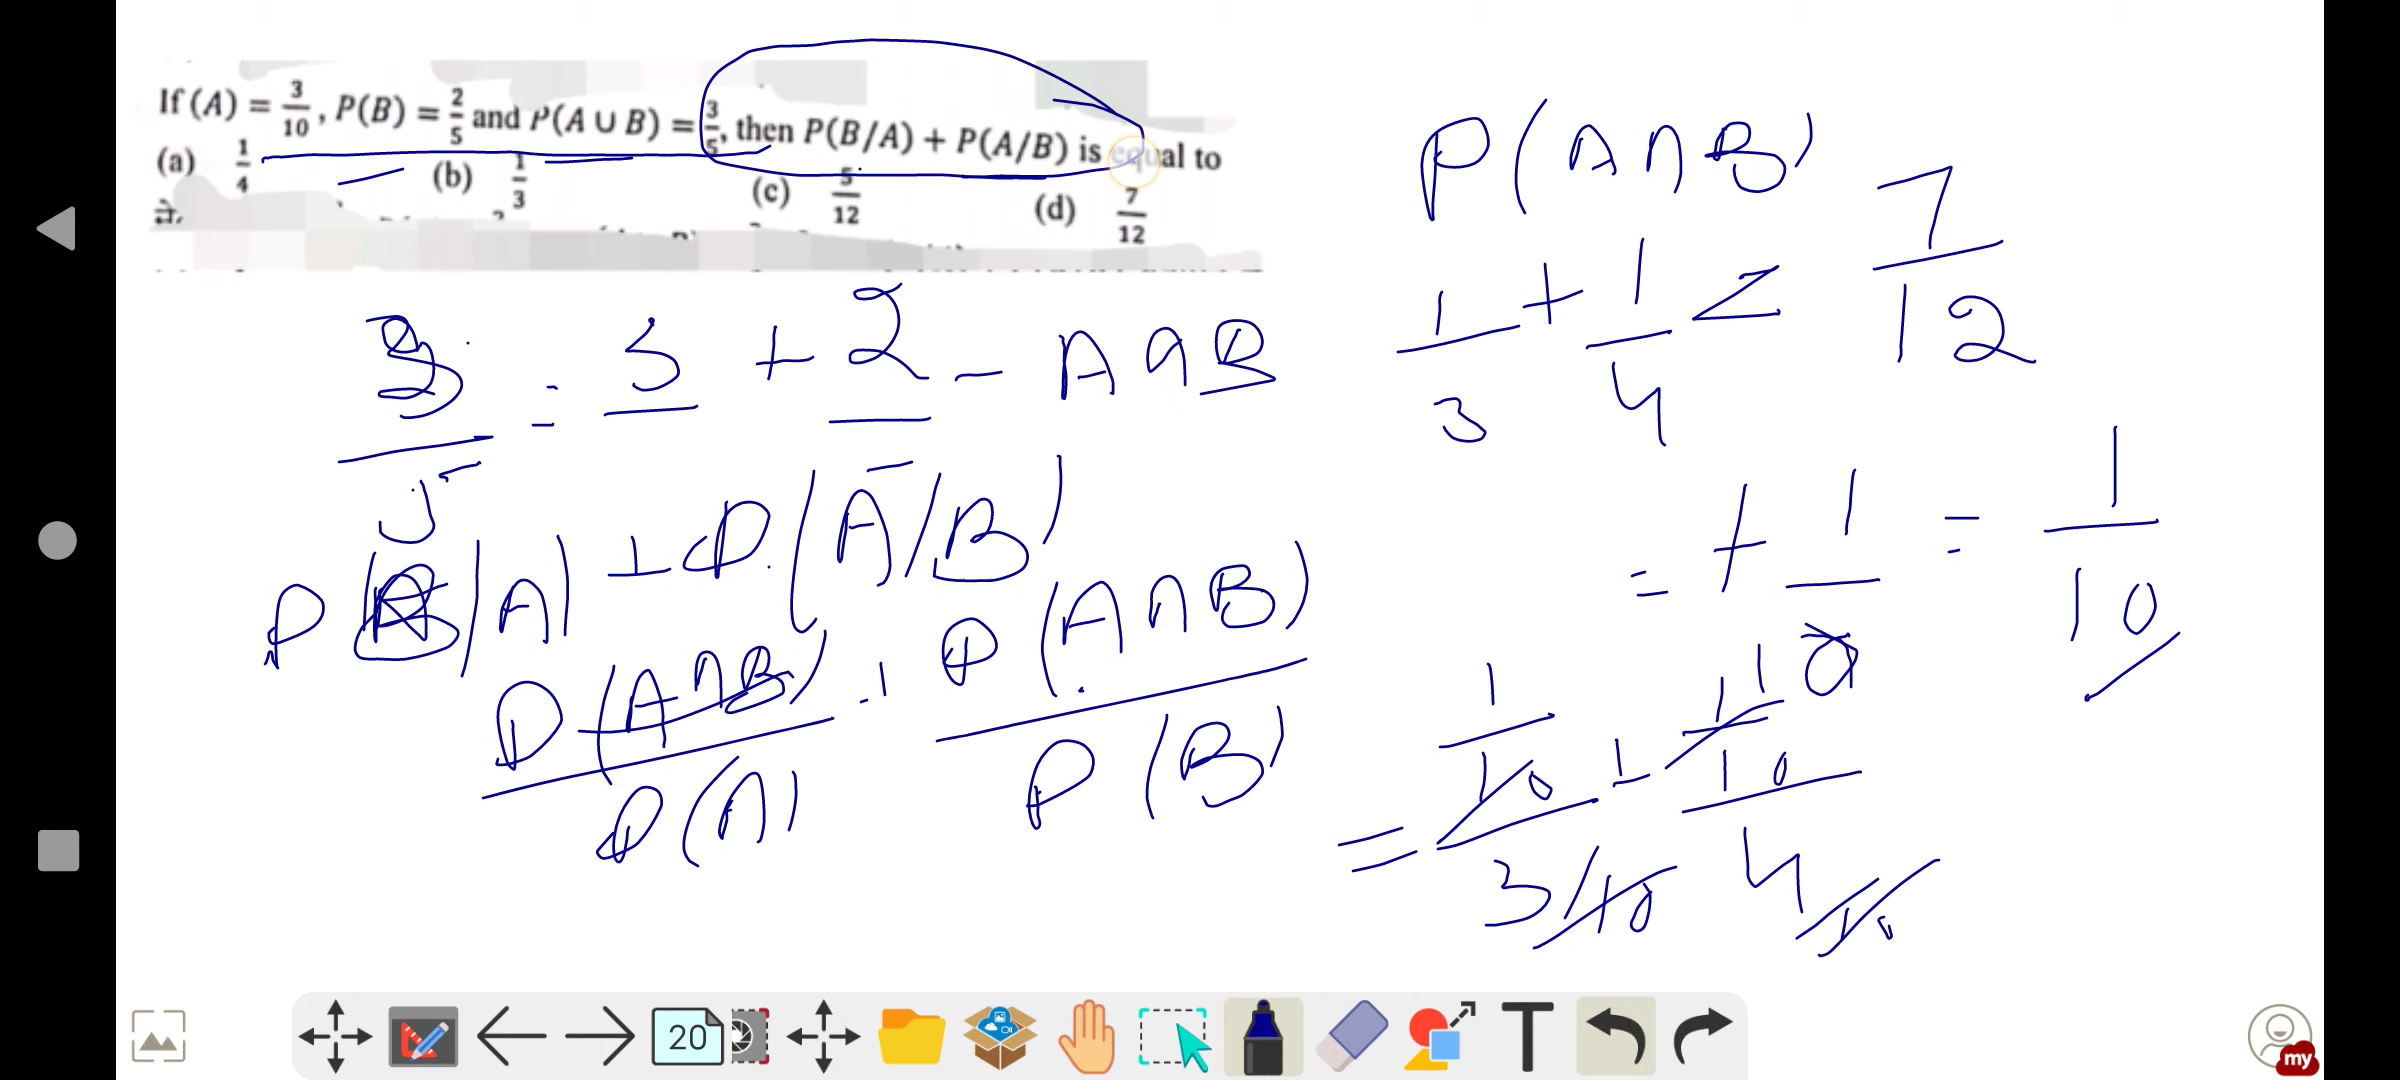 If (A) = 3/10, P(B) = 2/5 and P(A ∪ B) = 3/5, then P(B/A) + P(A/B) is equal to
(a) 1/4 (b) 1/3 (c) 5/12 (d) 7/12
P(A∩B)
1/3 + 1/4 = 7/12
3/5 = 3 + 2 - A∩B
P(B/A) + P(A/B)
P(A∩B)/P(A) + P(A∩B)/P(B)
= + 1 = 1/10
= 1/10 / 3/10 + 1/10 / 4/10
20
T
my